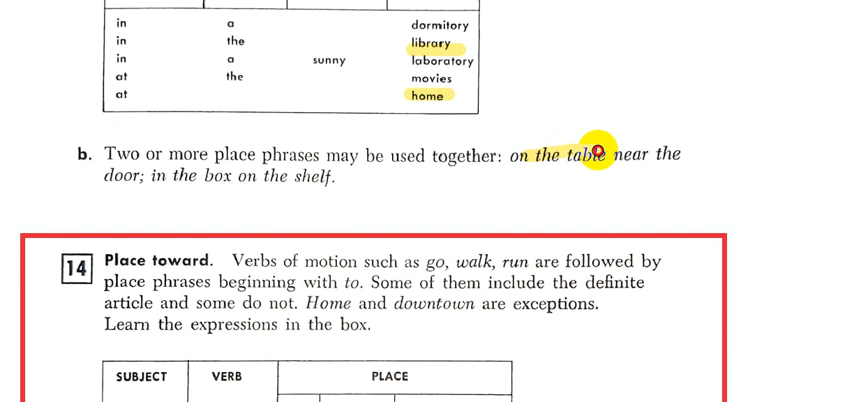 in a dormitory
in the library
in a sunny laboratory
at the movies
at home
b. Two or more place phrases may be used together: on the table near the
door; in the box on the shelf.
14 Place toward. Verbs of motion such as go, walk, run are followed by
place phrases beginning with to. Some of them include the definite
article and some do not. Home and downtown are exceptions.
Learn the expressions in the box.
SUBJECT VERB PLACE